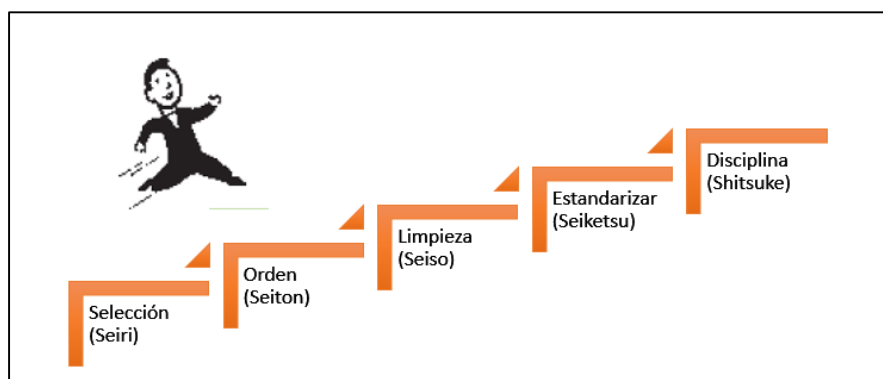 Selección
(Seiri)
Orden
(Seiton)
Limpieza
(Seiso)
Estandarizar
(Seiketsu)
Disciplina
(Shitsuke)